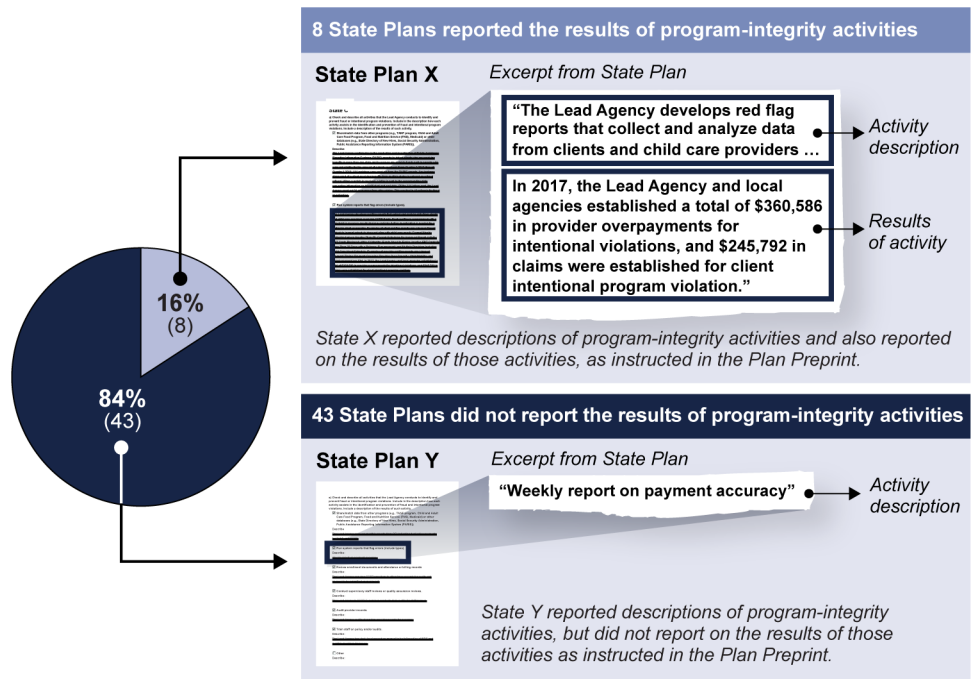 8 State Plans reported the results of program-integrity activities
State Plan X
Excerpt from State Plan
“The Lead Agency develops red flag
reports that collect and analyze data
from clients and child care providers ...
Activity
description
In 2017, the Lead Agency and local
agencies established a total of $360,586
in provider overpayments for
intentional violations, and $245,792 in
claims were established for client
intentional program violation.”
Results
of activity
State X reported descriptions of program-integrity activities and also reported
on the results of those activities, as instructed in the Plan Preprint.
16%
(8)
84%
(43)
43 State Plans did not report the results of program-integrity activities
State Plan Y
Excerpt from State Plan
“Weekly report on payment accuracy”
Activity
description
State Y reported descriptions of program-integrity
activities, but did not report on the results of those
activities as instructed in the Plan Preprint.